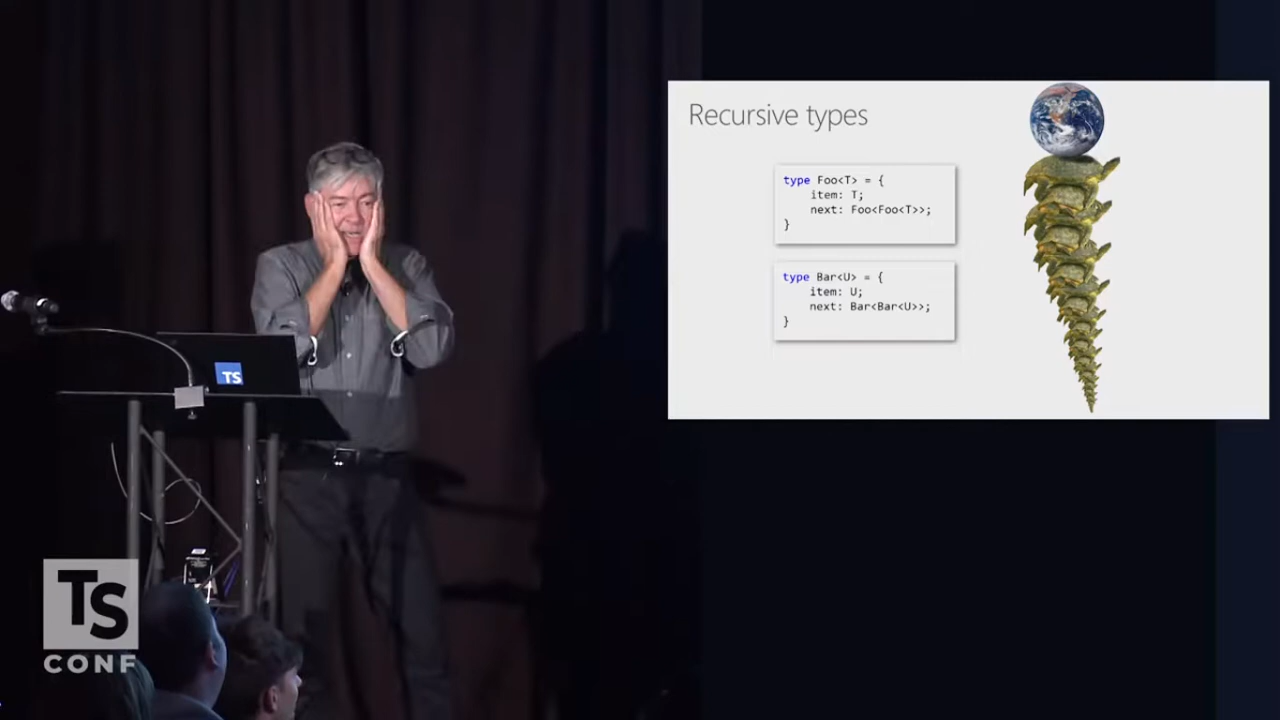 Recursive types
type Foo<T> = {
    item: T;
    next: Foo<Foo<T>>;
}
type Bar<U> = {
    item: U;
    next: Bar<Bar<U>>;
}
TS
TS
CONF